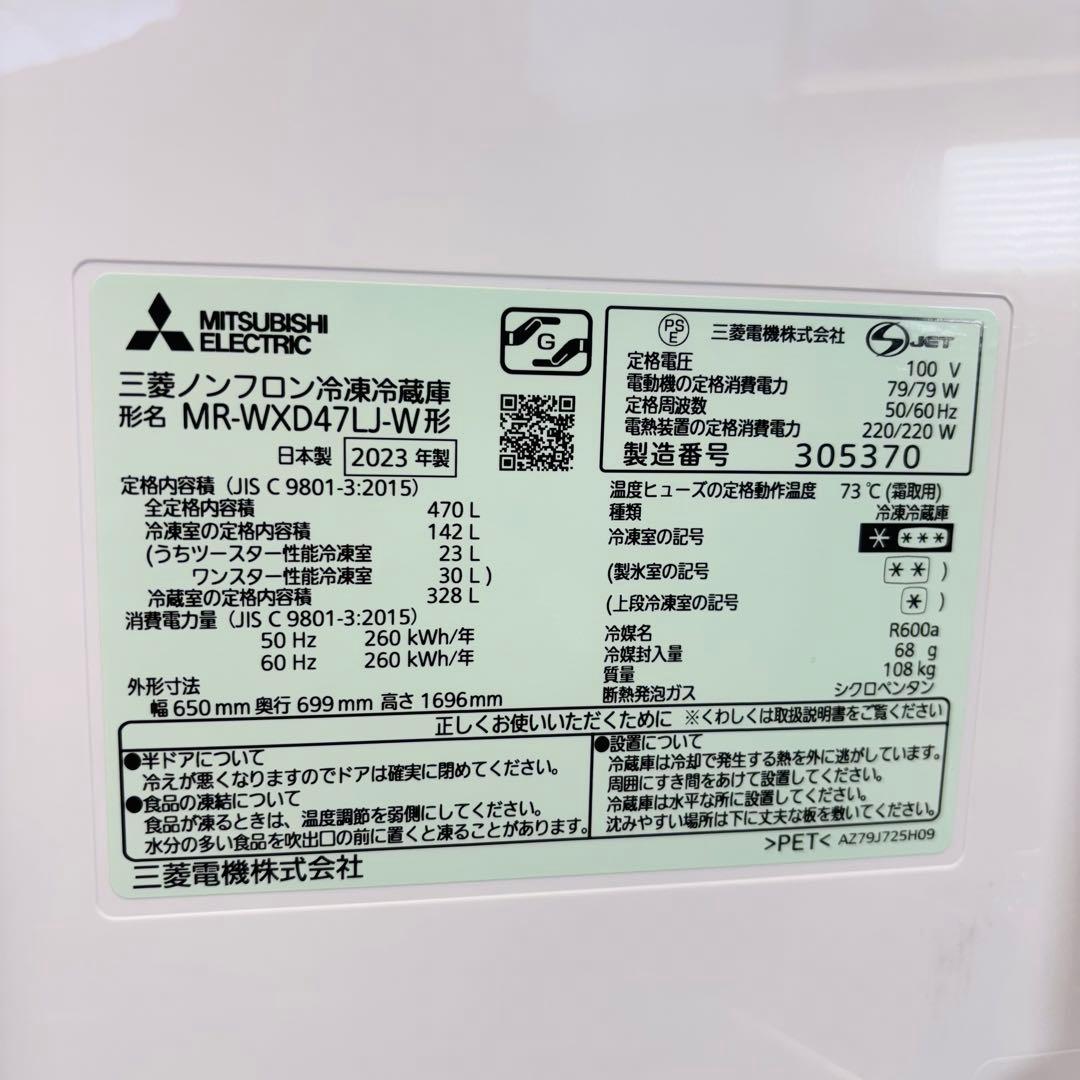 MITSUBISHI
ELECTRIC
三菱ノンフロン冷凍冷蔵庫
形名 MR-WXD47LJ-W形
日本製 2023年製
定格内容積（JIS C 9801-3:2015）
全定格内容積 470 L
冷凍室の定格内容積 142 L
(うちツースター性能冷凍室 23 L
ワンスター性能冷凍室 30 L )
冷蔵室の定格内容積 328 L
消費電力量（JIS C 9801-3:2015）
50 Hz 260 kWh/年
60 Hz 260 kWh/年
外形寸法
幅 650 mm 奥行 699 mm 高さ 1696 mm
G
PS
E
三菱電機株式会社
S JET
定格電圧 100 V
電動機の定格消費電力 79/79 W
定格周波数 50/60 Hz
電熱装置の定格消費電力 220/220 W
製造番号 305370
温度ヒューズの定格動作温度 73 ℃ (霜取用)
種類 冷凍冷蔵庫
冷凍室の記号 * ***
(製氷室の記号 ** )
(上段冷凍室の記号 * )
冷媒名 R600a
冷媒封入量 68 g
質量 108 kg
断熱発泡ガス シクロペンタン
正しくお使いいただくために ※くわしくは取扱説明書をご覧ください
●半ドアについて
冷えが悪くなりますのでドアは確実に閉めてください。
●食品の凍結について
食品が凍るときは、温度調節を弱側にしてください。
水分の多い食品を吹出口の前に置くと凍ることがあります。
●設置について
冷蔵庫は冷却で発生する熱を外に逃がしています。
周囲にすき間をあけて設置してください。
冷蔵庫は水平な所に設置してください。
沈みやすい場所は下に丈夫な板を敷いてください。
>PET< AZ79J725H09
三菱電機株式会社